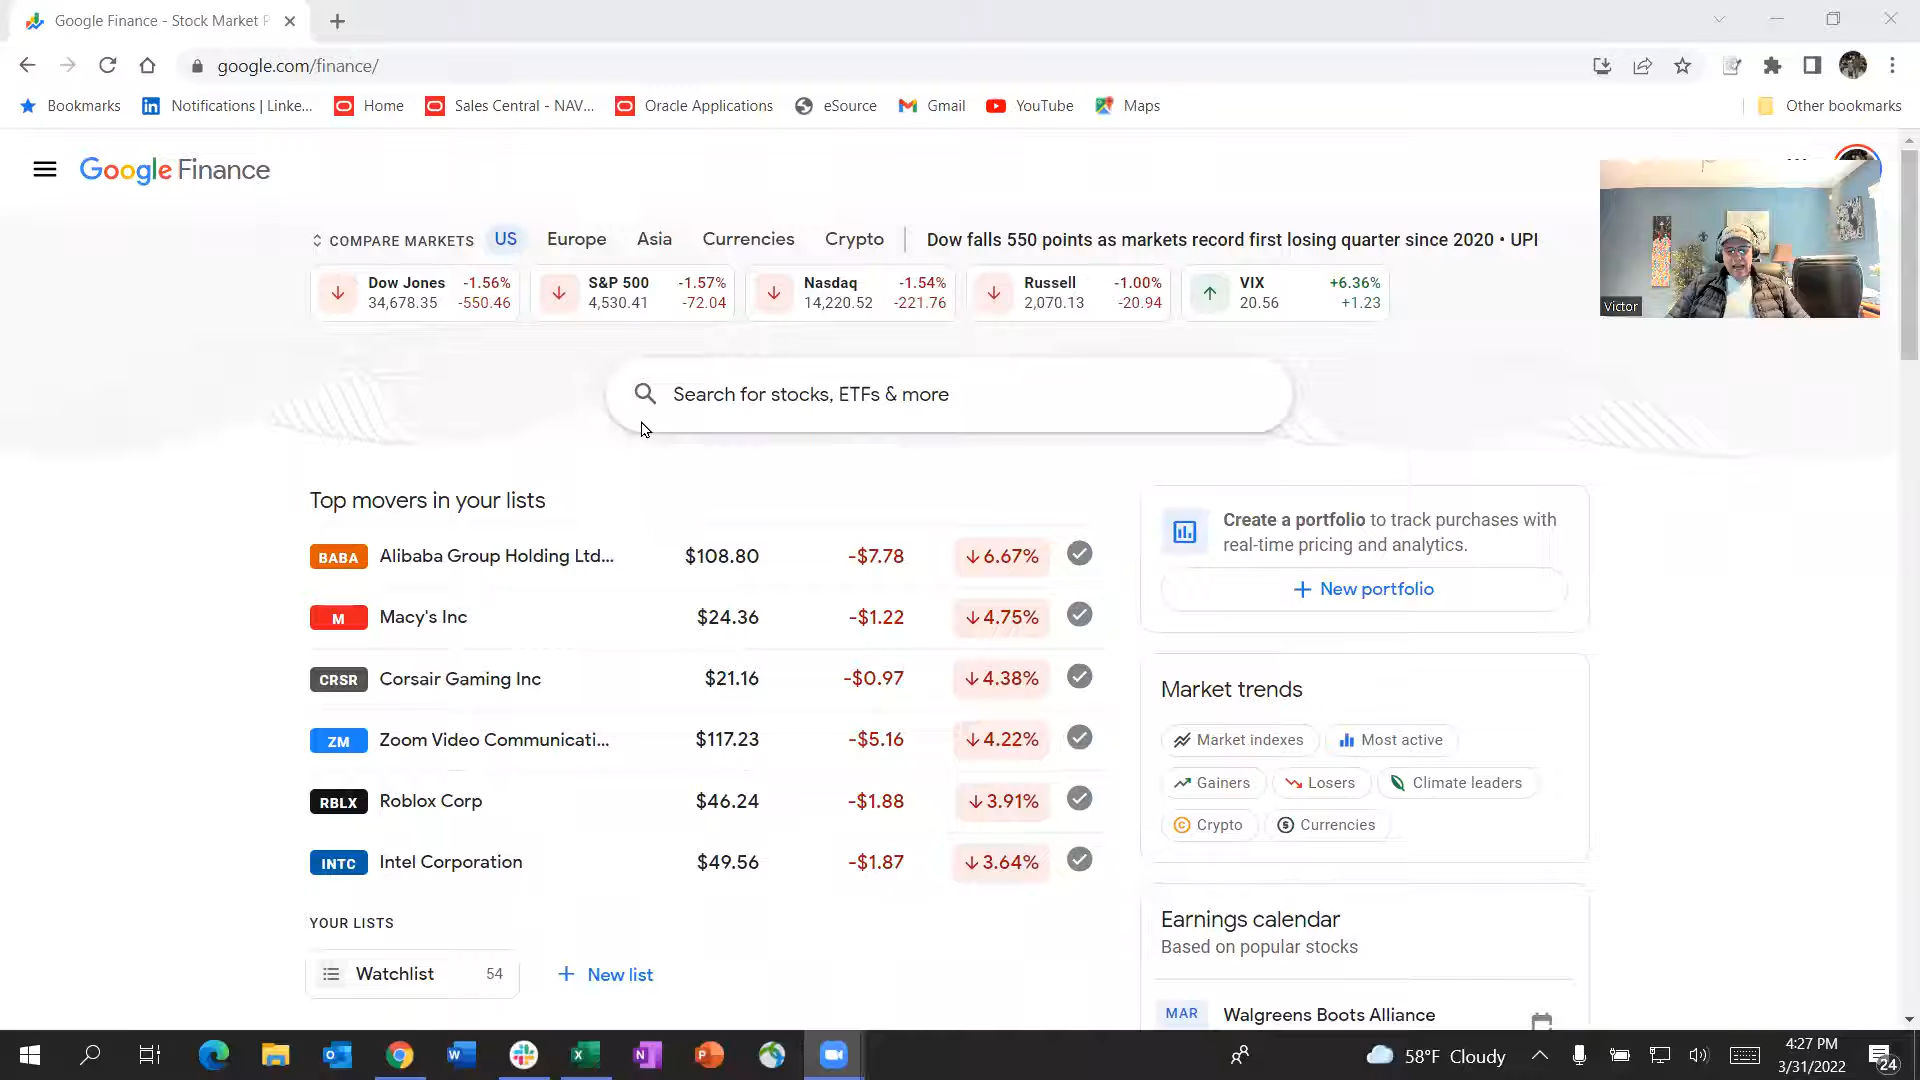 Google Finance - Stock Market P
google.com/finance/
Bookmarks
Notifications | Linke...
Home
Sales Central - NAV...
Oracle Applications
eSource
Gmail
YouTube
Maps
Other bookmarks
Google Finance
COMPARE MARKETS
US
Europe
Asia
Currencies
Crypto
Dow falls 550 points as markets record first losing quarter since 2020 • UPI
Dow Jones -1.56%
34,678.35 -550.46
S&P 500 -1.57%
4,530.41 -72.04
Nasdaq -1.54%
14,220.52 -221.76
Russell -1.00%
2,070.13 -20.94
VIX +6.36%
20.56 +1.23
Victor
Search for stocks, ETFs & more
Top movers in your lists
BABA Alibaba Group Holding Ltd... $108.80 -$7.78 6.67%
M Macy's Inc $24.36 -$1.22 4.75%
CRSR Corsair Gaming Inc $21.16 -$0.97 4.38%
ZM Zoom Video Communicati... $117.23 -$5.16 4.22%
RBLX Roblox Corp $46.24 -$1.88 3.91%
INTC Intel Corporation $49.56 -$1.87 3.64%
YOUR LISTS
Watchlist 54
New list
Create a portfolio to track purchases with
real-time pricing and analytics.
New portfolio
Market trends
Market indexes
Most active
Gainers
Losers
Climate leaders
Crypto
Currencies
Earnings calendar
Based on popular stocks
MAR
Walgreens Boots Alliance
58°F Cloudy
4:27 PM
3/31/2022
24